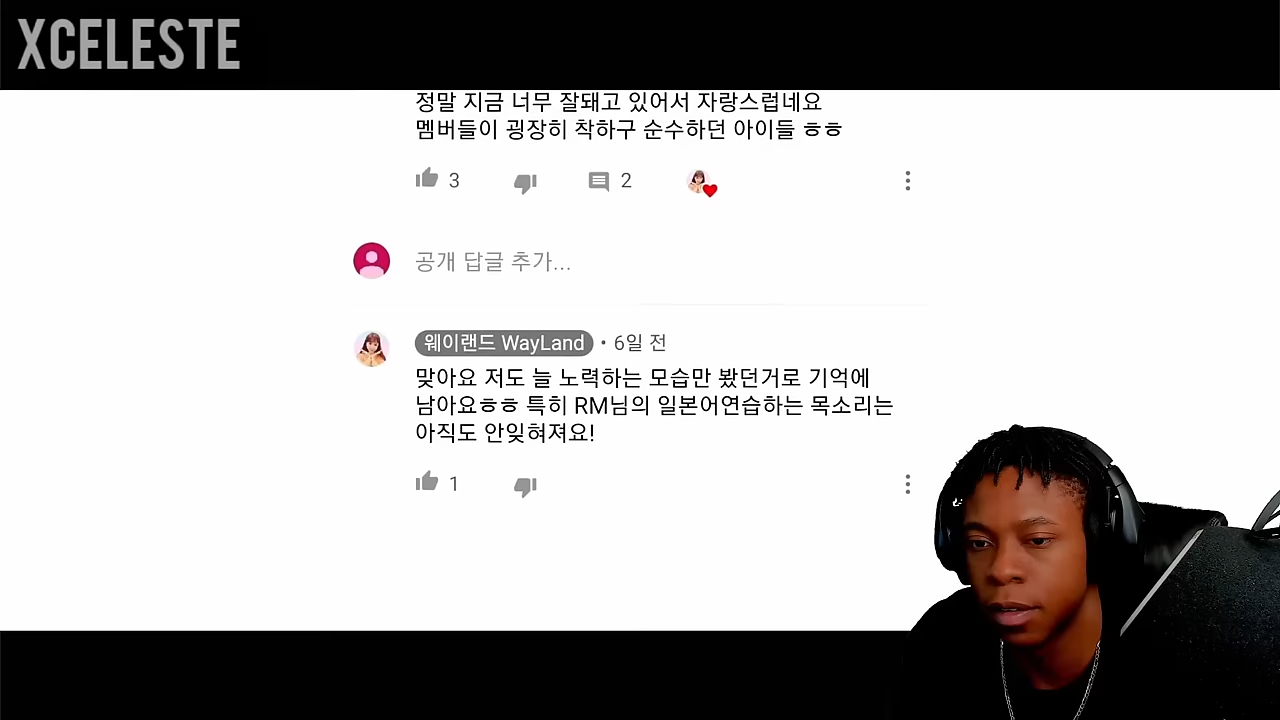 XCELESTE
정말 지금 너무 잘돼고 있어서 자랑스럽네요
멤버들이 굉장히 착하구 순수하던 아이들 ㅎㅎ
3
2
공개 답글 추가...
웨이랜드 WayLand • 6일 전
맞아요 저도 늘 노력하는 모습만 봤던거로 기억에
남아요ㅎㅎ 특히 RM님의 일본어연습하는 목소리는
아직도 안잊혀져요!
1